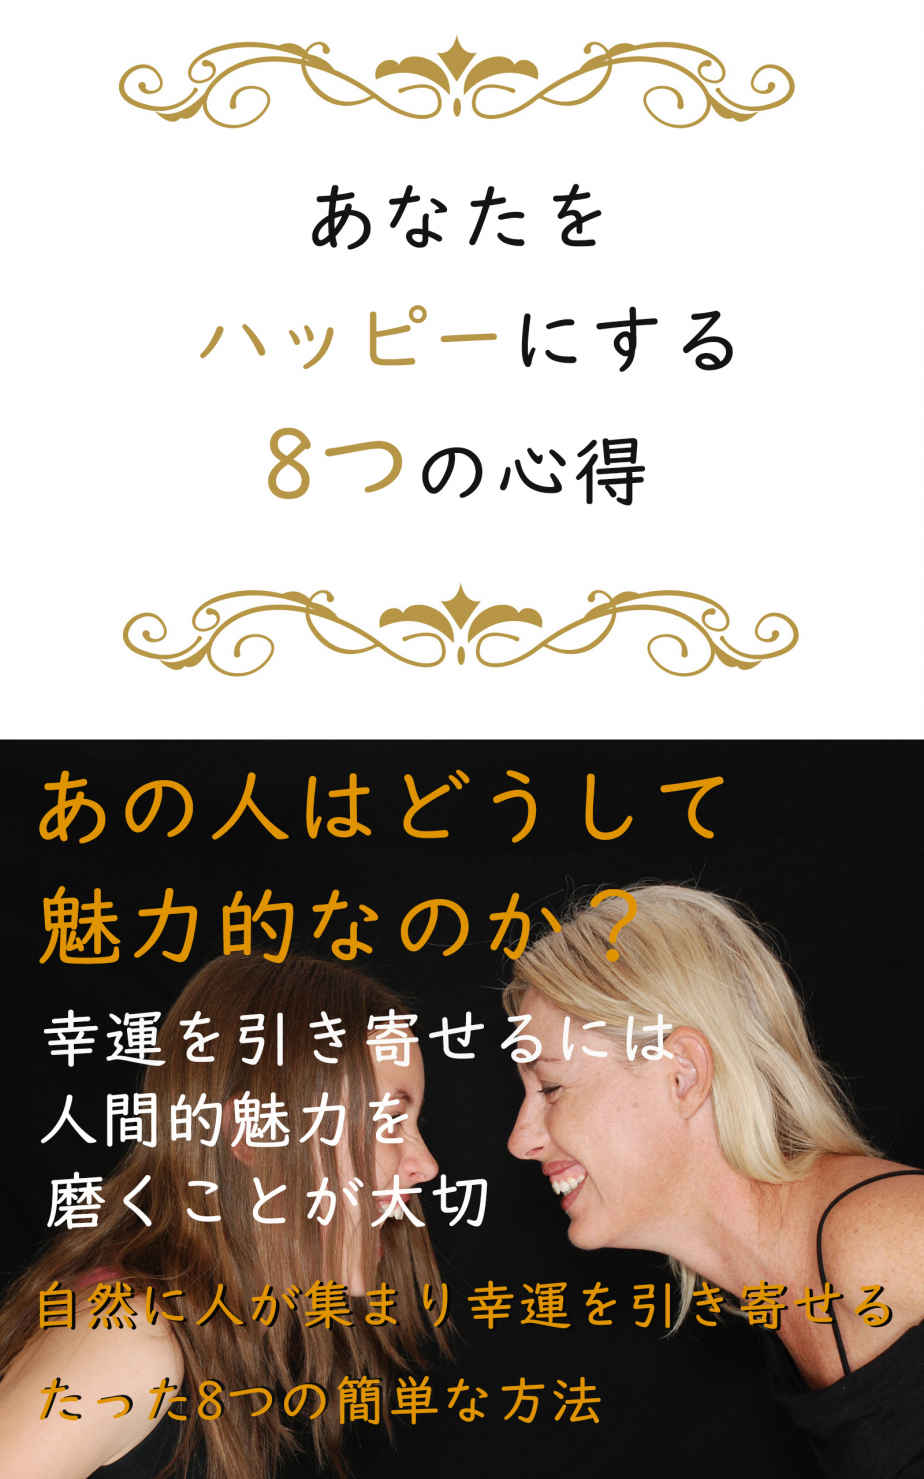 あなたを
ハッピーにする
8つの心得
あの人はどうして
魅力的なのか？
幸運を引き寄せるには
人間的魅力を
磨くことが大切
自然に人が集まり幸運を引き寄せる
たった8つの簡単な方法